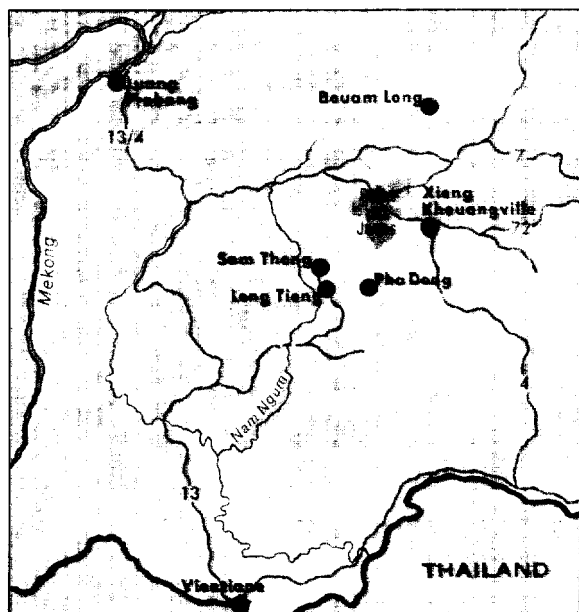 Luang
Prabang
Bouam Long
13/4
7
Xieng
Khouangville
72
Jars
Sam Thong
Pha Dong
Long Tieng
Mekong
4
Nam Ngum
13
THAILAND
Vientiane